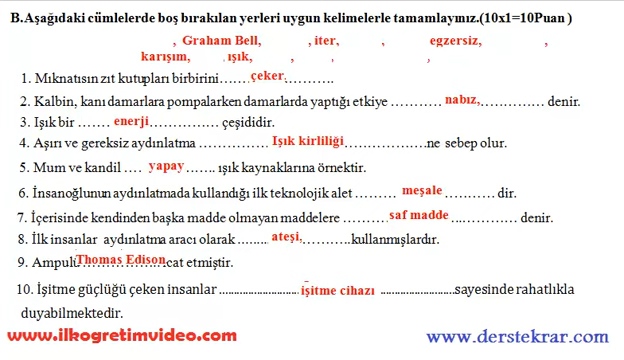 B.Aşağıdaki cümlelerde boş bırakılan yerleri uygun kelimelerle tamamlayınız.(10x1=10Puan )
, Graham Bell, , iter, , egzersiz, ,
karışım, , ışık, , , ,
1. Mıknatısın zıt kutupları birbirini……. çeker………….
2. Kalbin, kanı damarlara pompalarken damarlarda yaptığı etkiye ………… nabız,…………… denir.
3. Işık bir ……. enerji…………… çeşididir.
4. Aşırı ve gereksiz aydınlatma …………… Işık kirliliği………………ne sebep olur.
5. Mum ve kandil …. yapay ……. ışık kaynaklarına örnektir.
6. İnsanoğlunun aydınlatmada kullandığı ilk teknolojik alet ……… meşale ………… dir.
7. İçerisinde kendinden başka madde olmayan maddelere ……… saf madde …………… denir.
8. İlk insanlar aydınlatma aracı olarak ……… ateşi,…………kullanmışlardır.
9. Ampulü Thomas Edison.cat etmiştir.
10. İşitme güçlüğü çeken insanlar ........................... işitme cihazı .........................sayesinde rahatlıkla
duyabilmektedir.
www.ilkogretimvideo.com www.derstekrar.com